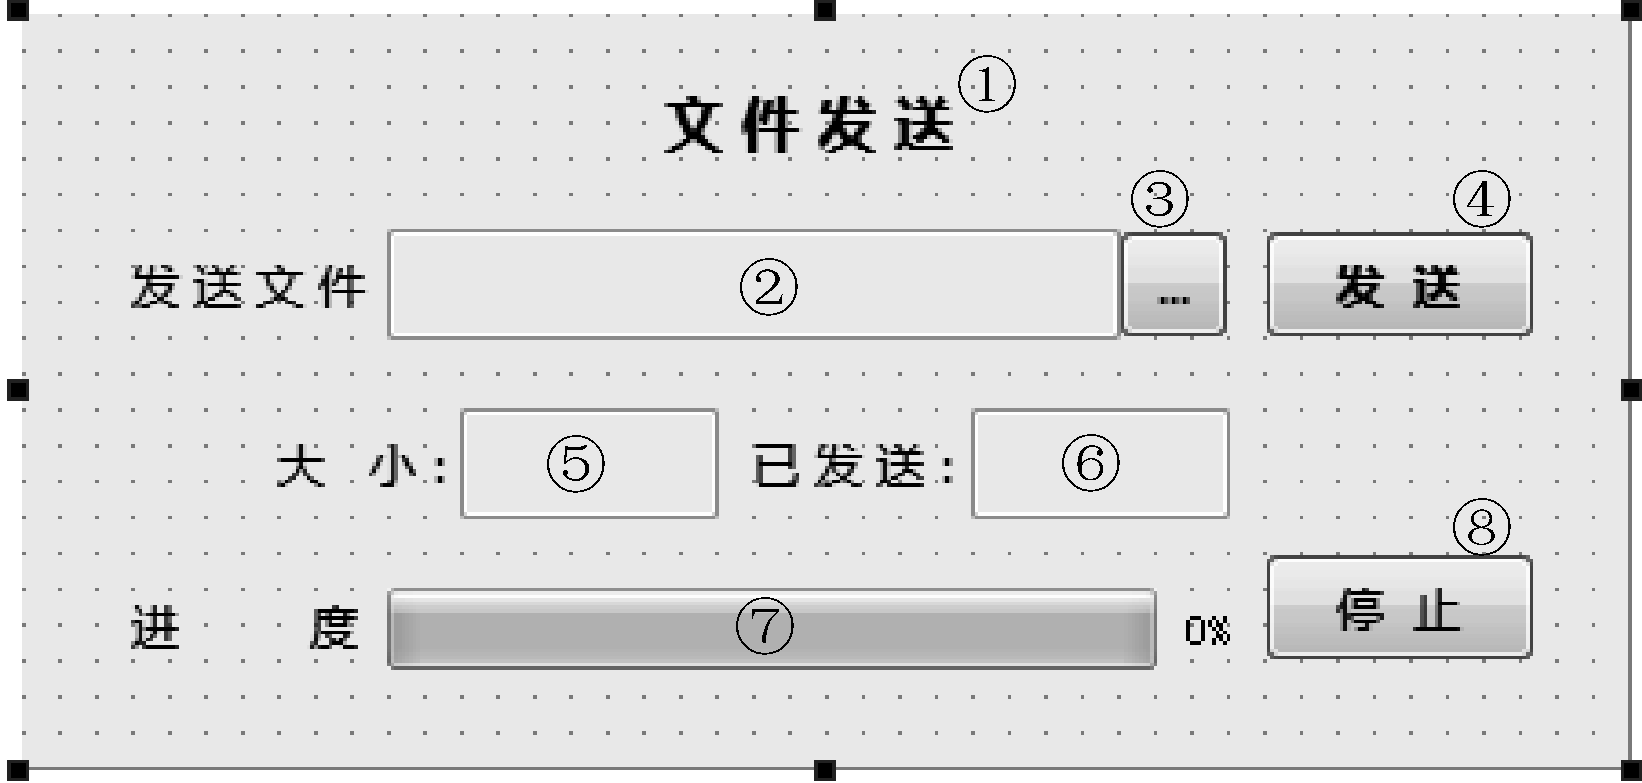 文件发送①
③ ④
发送文件 ② ... 发 送
大 小: ⑤ 已发送: ⑥
⑧
进 度 ⑦ 0% 停 止